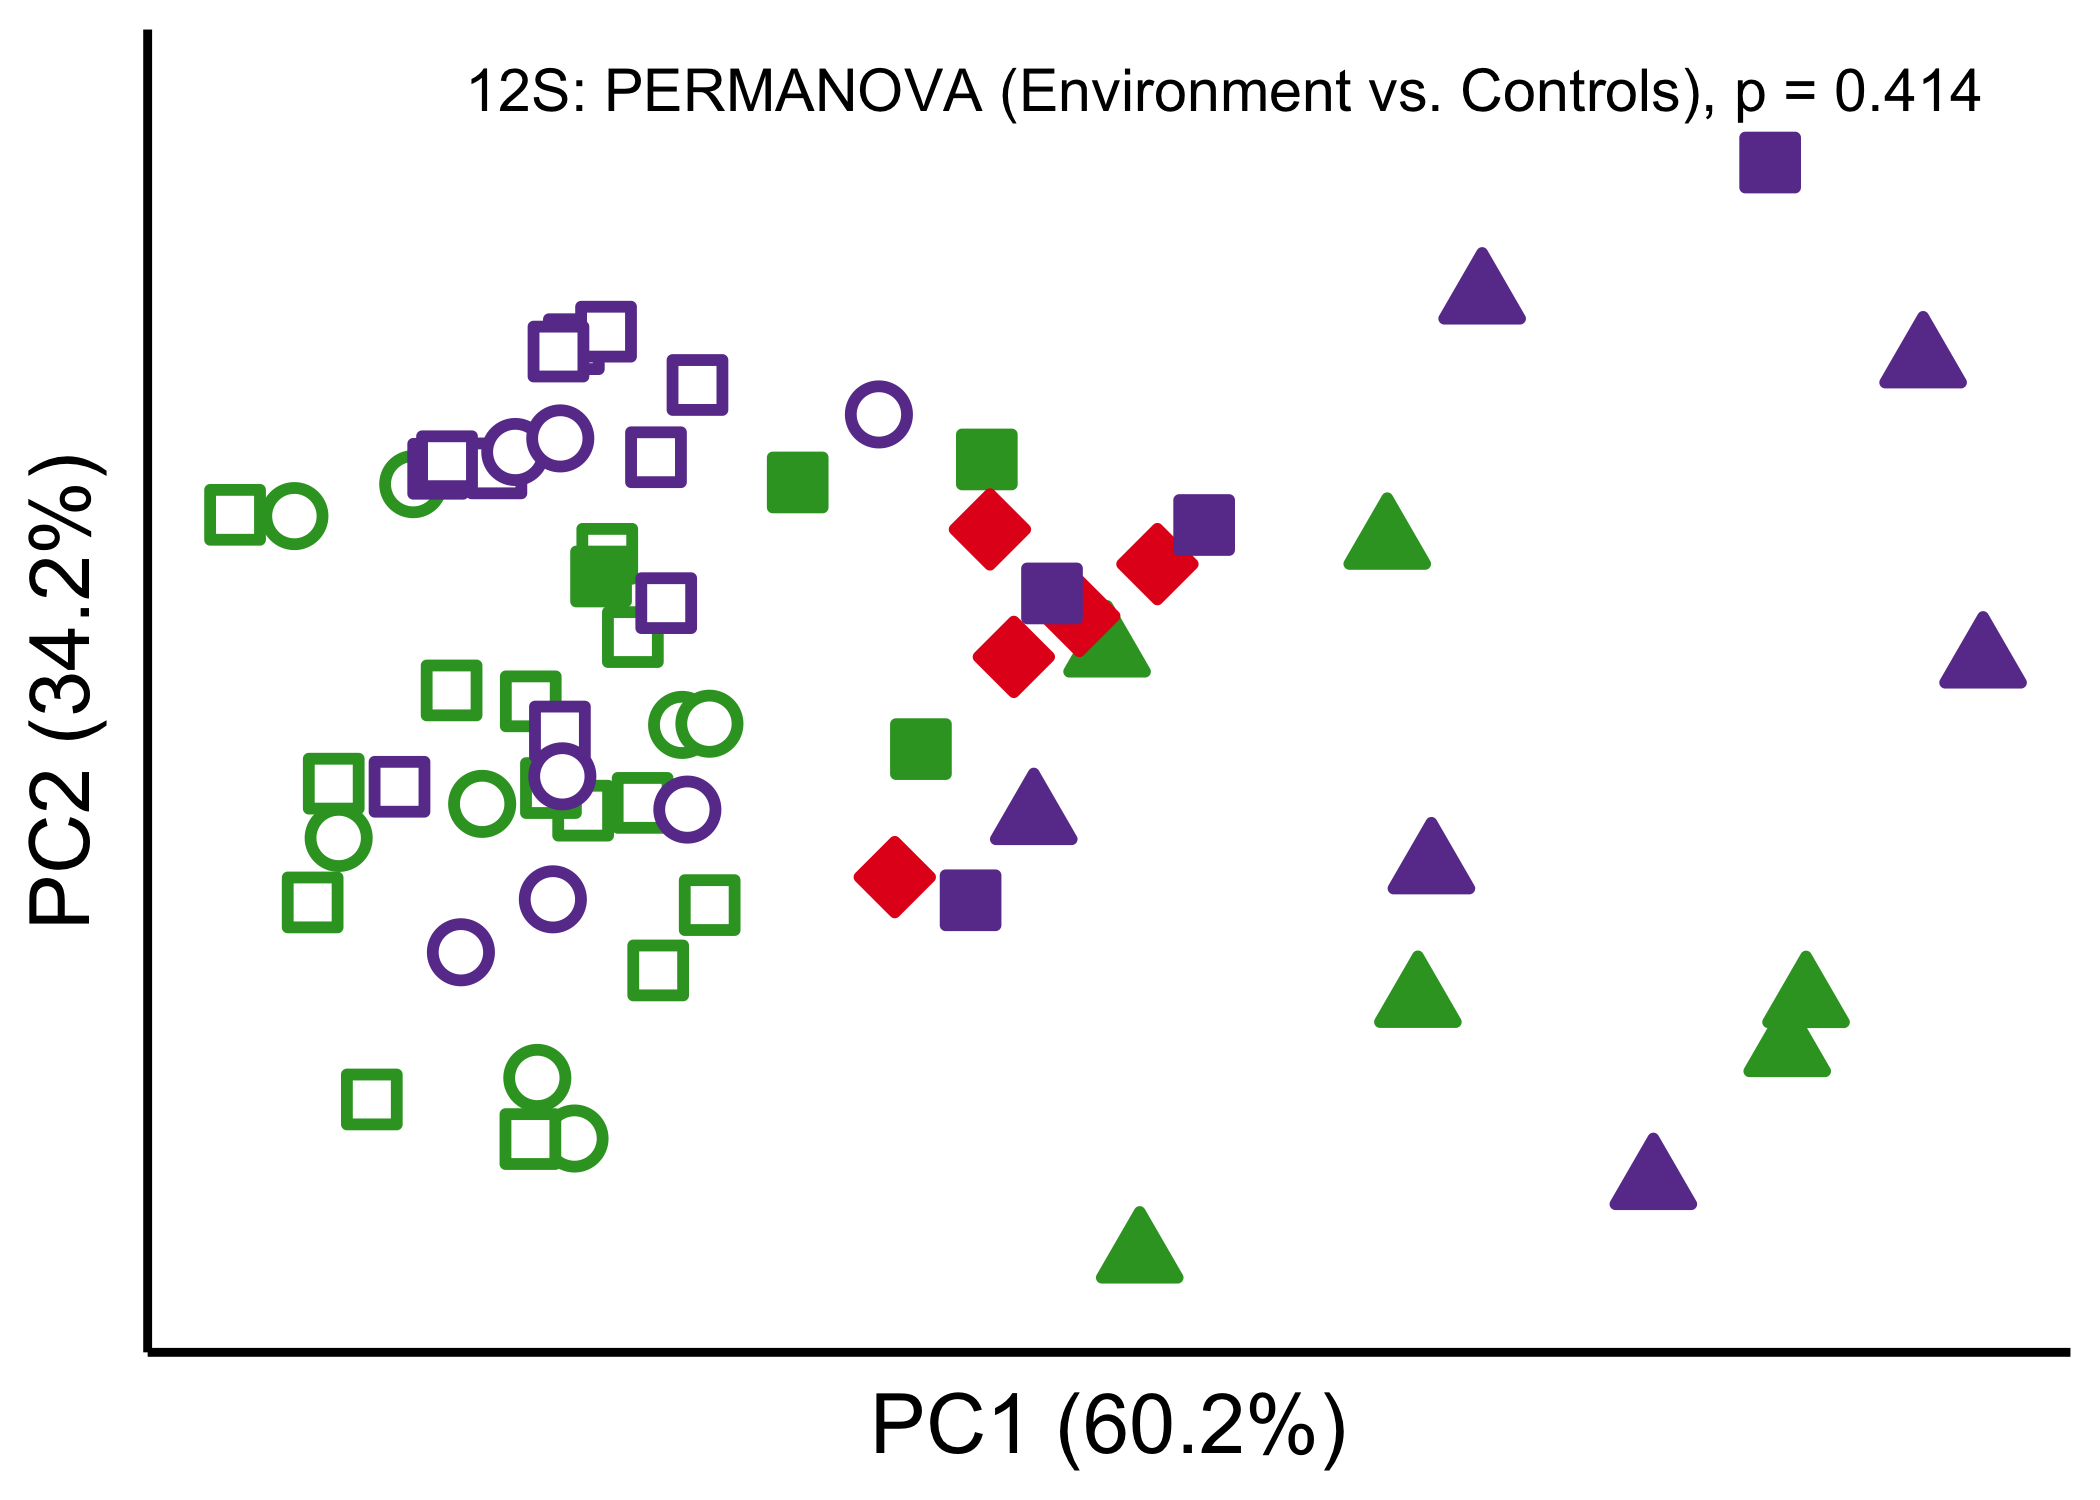 12S: PERMANOVA (Environment vs. Controls), p = 0.414
PC2 (34.2%)
PC1 (60.2%)